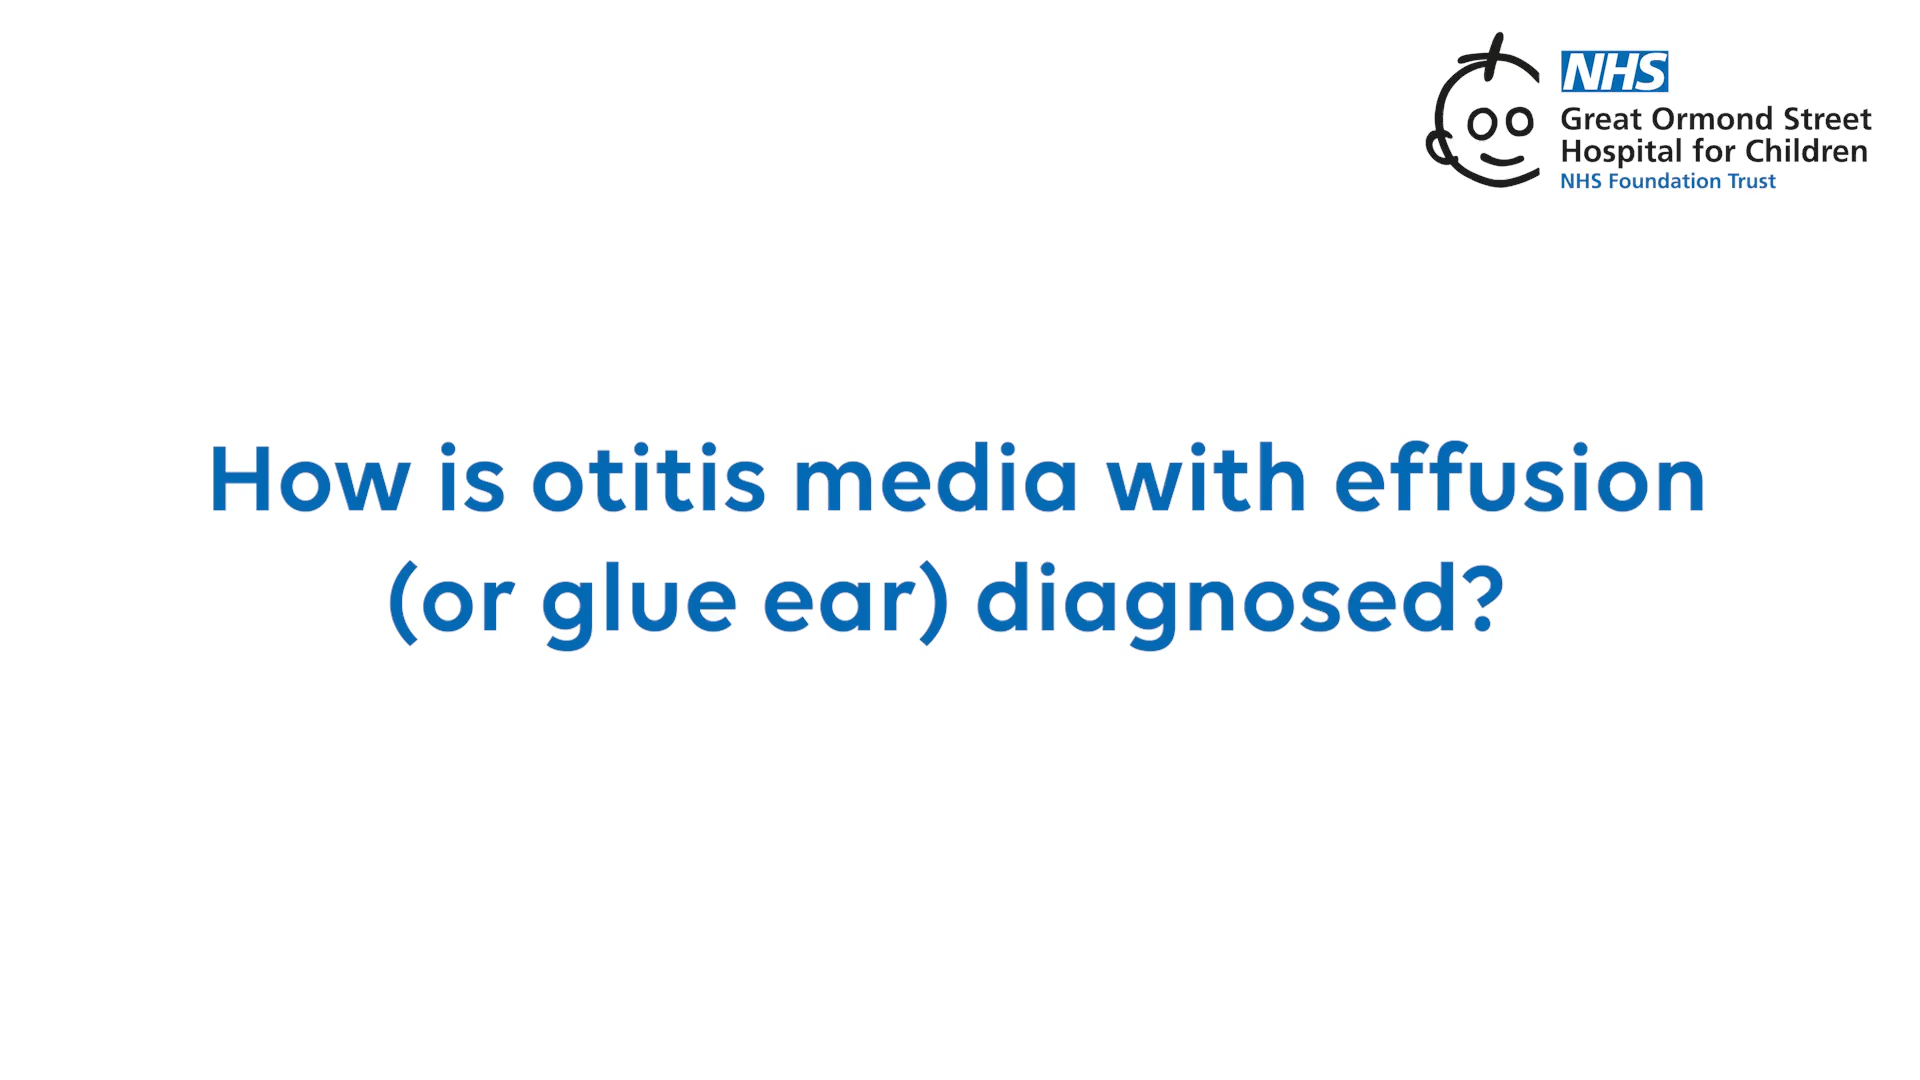 NHS
Great Ormond Street
Hospital for Children
NHS Foundation Trust
How is otitis media with effusion
(or glue ear) diagnosed?